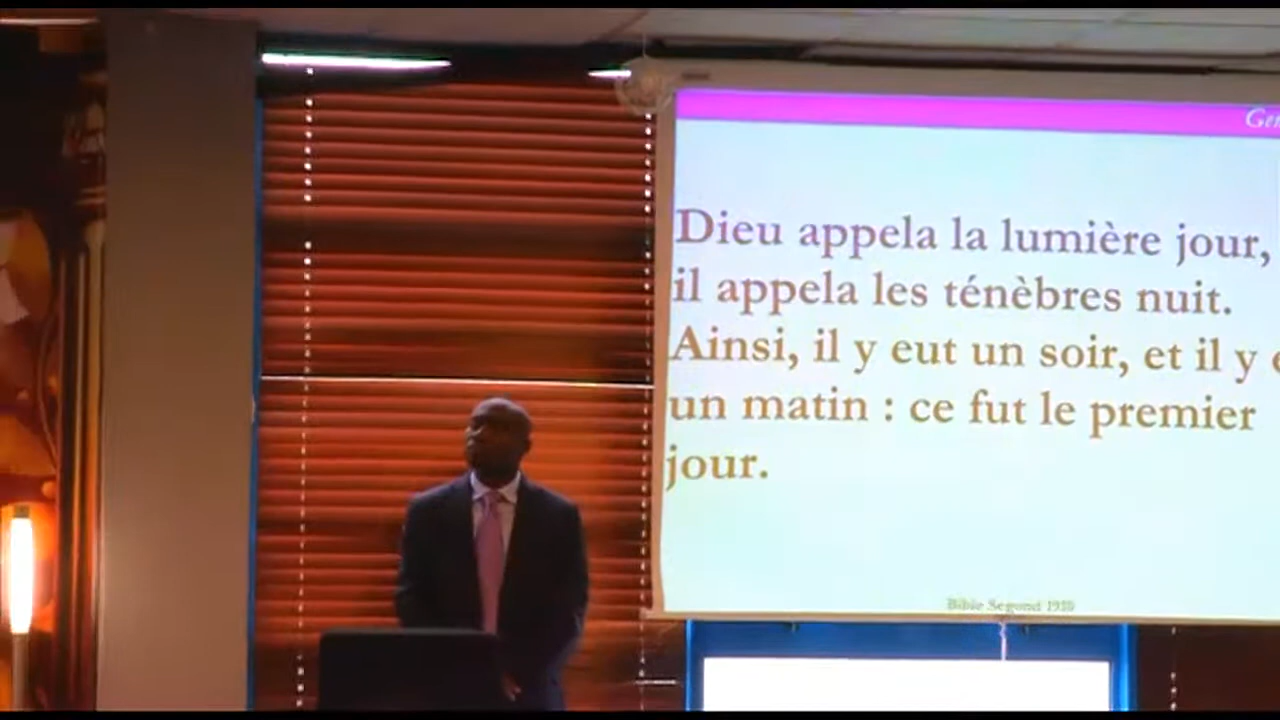 Ge
Dieu appela la lumière jour,
il appela les ténèbres nuit.
Ainsi, il y eut un soir, et il y e
un matin : ce fut le premier
jour.
Bible Segond 1910